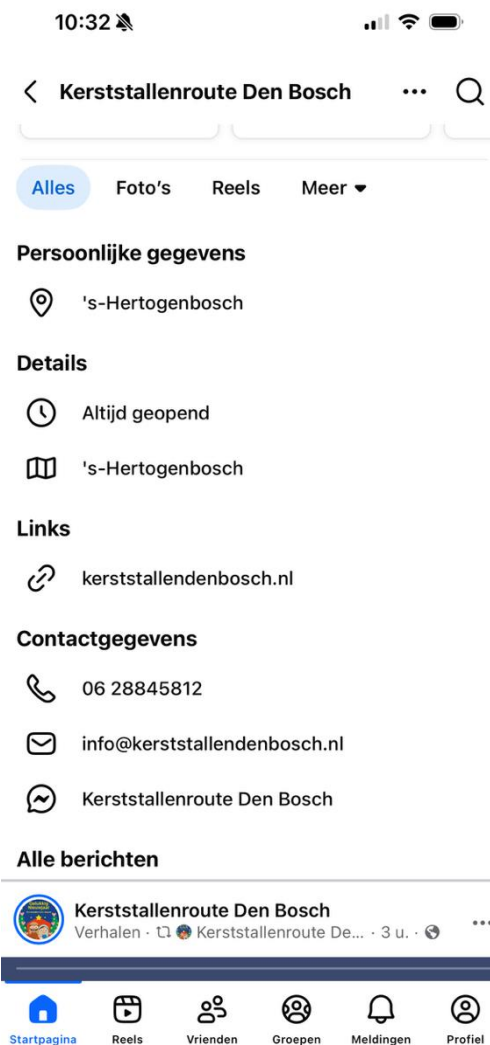 10:32
Kerststallenroute Den Bosch
Alles Foto's Reels Meer
Persoonlijke gegevens
's-Hertogenbosch
Details
Altijd geopend
's-Hertogenbosch
Links
kerststallendenbosch.nl
Contactgegevens
06 28845812
info@kerststallendenbosch.nl
Kerststallenroute Den Bosch
Alle berichten
Kerststallenroute Den Bosch
Verhalen · Kerststallenroute De... · 3 u. ·
Startpagina Reels Vrienden Groepen Meldingen Profiel